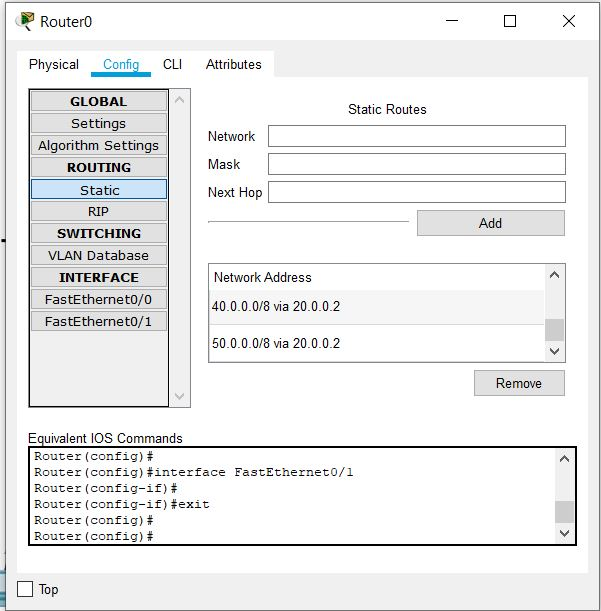 Router0
Physical Config CLI Attributes
GLOBAL
Settings
Algorithm Settings
ROUTING
Static
RIP
SWITCHING
VLAN Database
INTERFACE
FastEthernet0/0
FastEthernet0/1
Static Routes
Network
Mask
Next Hop
Add
Network Address
40.0.0.0/8 via 20.0.0.2
50.0.0.0/8 via 20.0.0.2
Remove
Equivalent IOS Commands
Router(config)#
Router(config)#interface FastEthernet0/1
Router(config-if)#
Router(config-if)#exit
Router(config)#
Router(config)#
Top